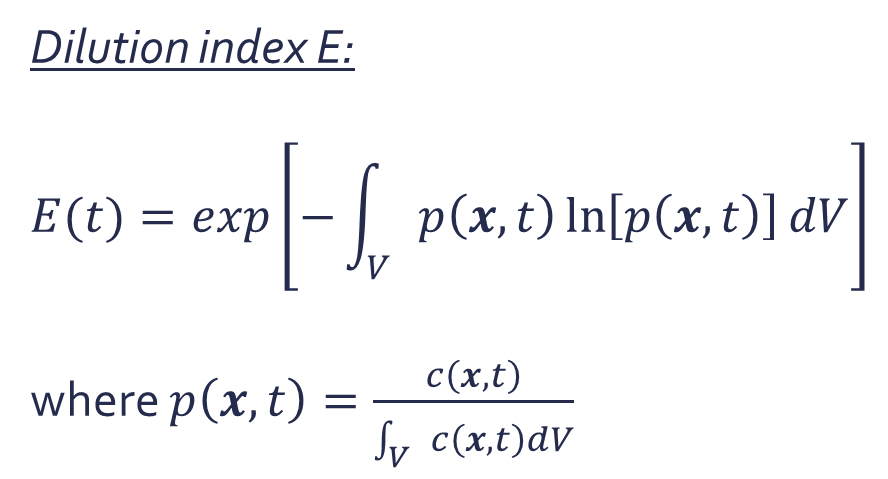 Dilution index E:
E(t) = exp[−∫_V p(x,t) ln[p(x,t)] dV]
where p(x,t) = c(x,t) / ∫_V c(x,t)dV